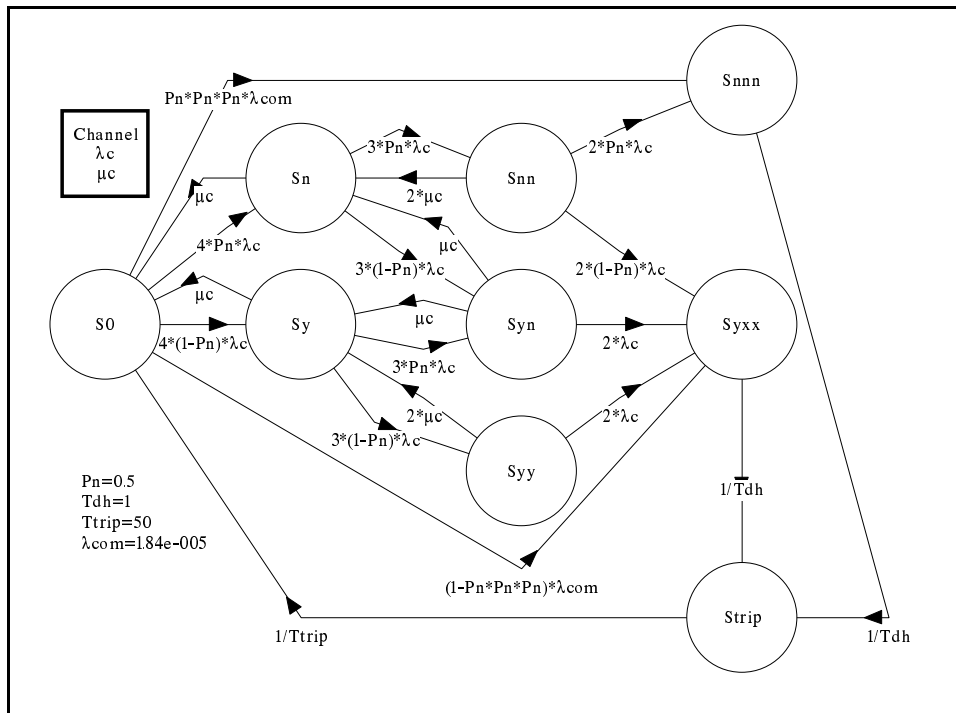 Snnn
Pn*Pn*Pn*λcom
Channel
λc
μc
3*Pn*λc
2*Pn*λc
Sn
Snn
μc
2*μc
4*Pn*λc
μc
3*(1-Pn)*λc
2*(1-Pn)*λc
μc
S0
Sy
μc
Syn
Syxx
4*(1-Pn)*λc
2*λc
3*Pn*λc
2*μc
2*λc
3*(1-Pn)*λc
Syy
Pn=0.5
Tdh=1
Ttrip=50
λcom=1.84e-005
1/Tdh
(1-Pn*Pn*Pn)*λcom
Strip
1/Ttrip
1/Tdh